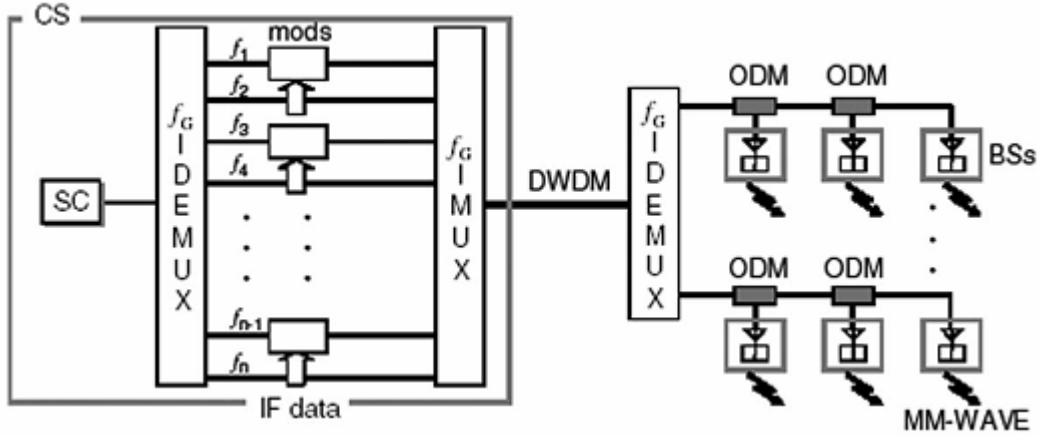 CS
mods
f1
f2
f3
f4
fn-1
fn
SC
fG I DEMUX
fG I MUX
IF data
DWDM
fG I DEMUX
ODM ODM
BSs
ODM ODM
MM-WAVE